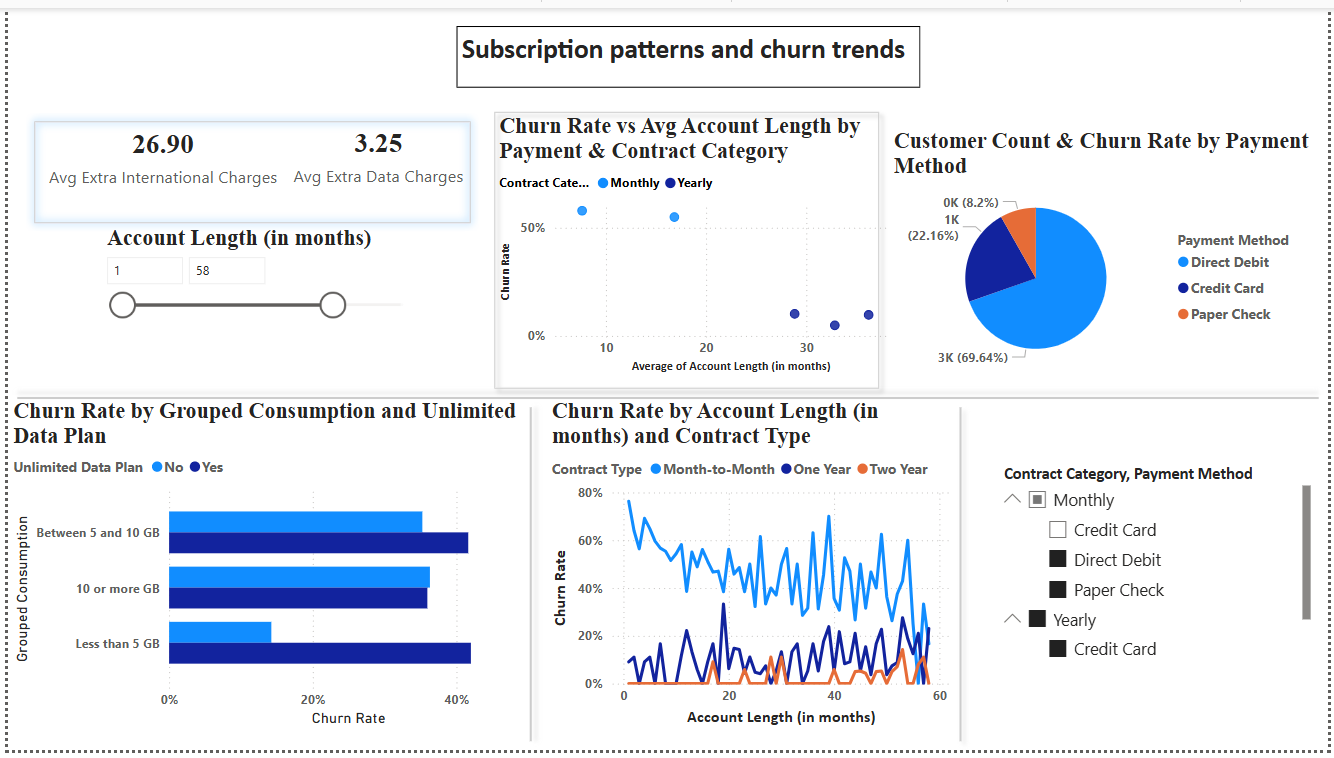 Subscription patterns and churn trends
26.90
Avg Extra International Charges
3.25
Avg Extra Data Charges
Account Length (in months)
1
58
Churn Rate vs Avg Account Length by
Payment & Contract Category
Contract Cate... Monthly Yearly
Churn Rate
50%
0%
10
20
30
Average of Account Length (in months)
Customer Count & Churn Rate by Payment
Method
0K (8.2%)
1K
(22.16%)
3K (69.64%)
Payment Method
Direct Debit
Credit Card
Paper Check
Churn Rate by Grouped Consumption and Unlimited
Data Plan
Unlimited Data Plan No Yes
Grouped Consumption
Between 5 and 10 GB
10 or more GB
Less than 5 GB
0%
20%
40%
Churn Rate
Churn Rate by Account Length (in
months) and Contract Type
Contract Type Month-to-Month One Year Two Year
Churn Rate
80%
60%
40%
20%
0%
0
20
40
60
Account Length (in months)
Contract Category, Payment Method
Monthly
Credit Card
Direct Debit
Paper Check
Yearly
Credit Card